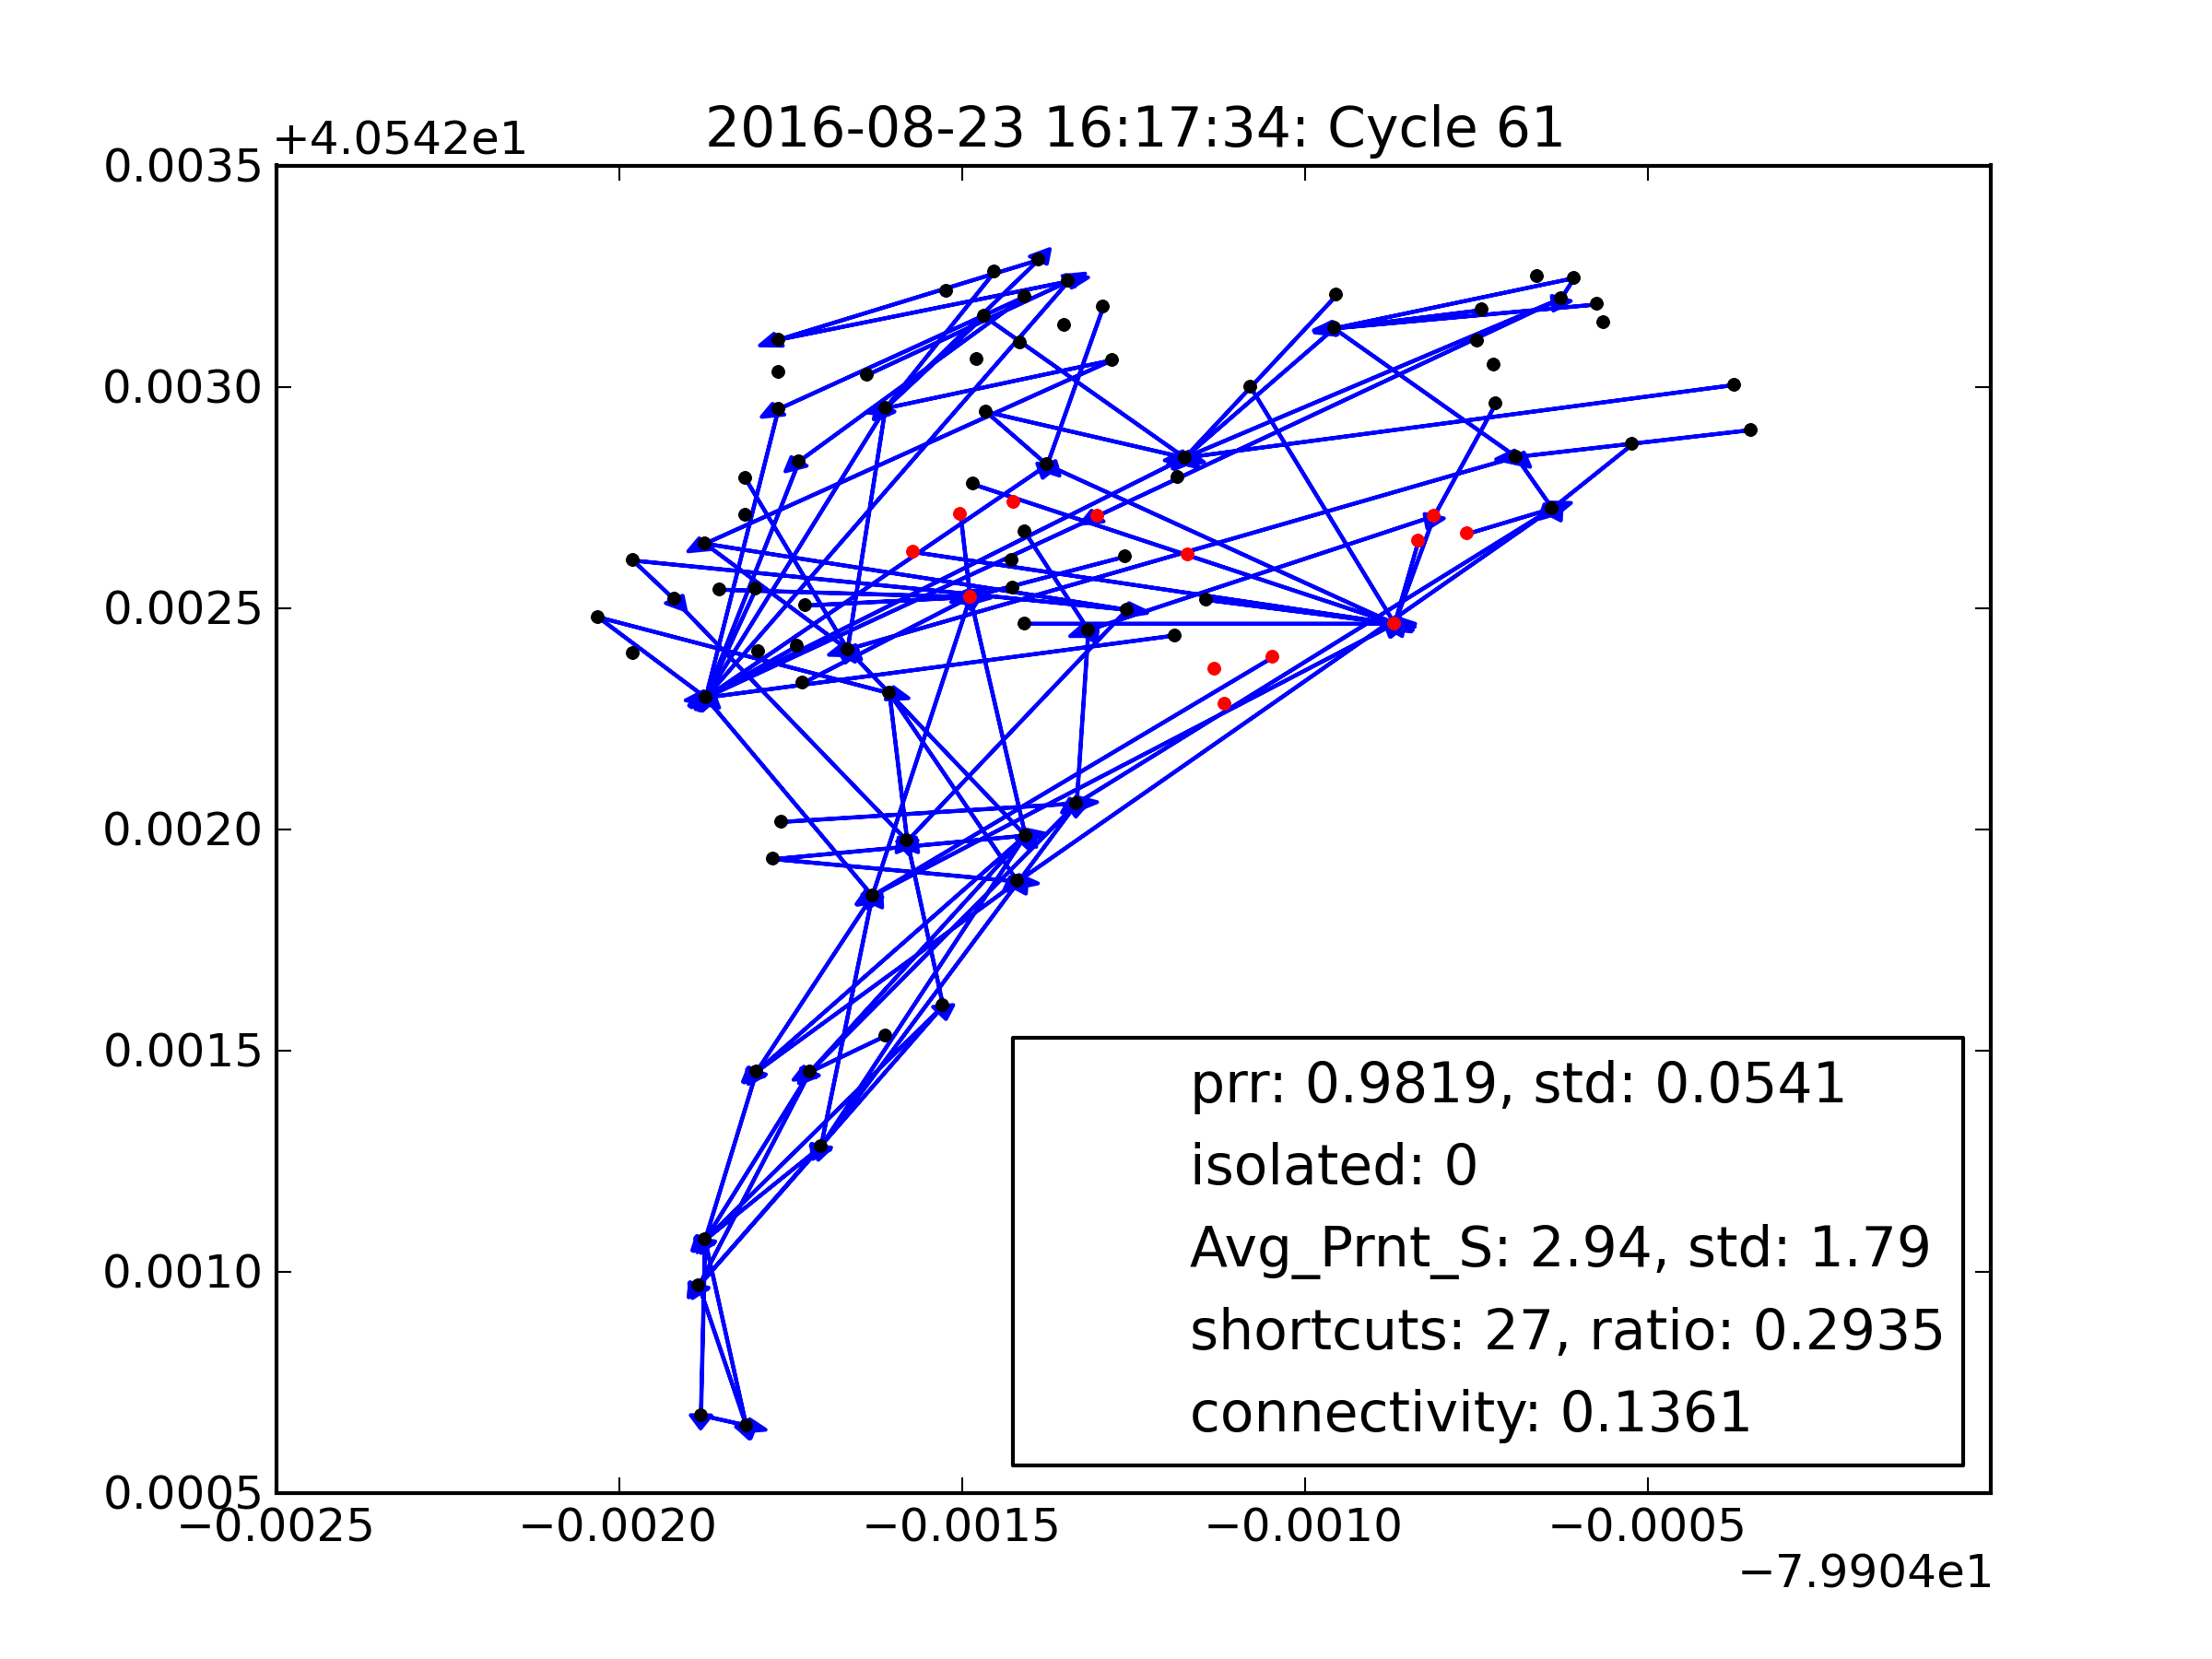 2016-08-23 16:17:34: Cycle 61
+4.0542e1
0.0035
0.0030
0.0025
0.0020
0.0015
0.0010
0.0005
prr: 0.9819, std: 0.0541
isolated: 0
Avg_Prnt_S: 2.94, std: 1.79
shortcuts: 27, ratio: 0.2935
connectivity: 0.1361
−0.0025 −0.0020 −0.0015 −0.0010 −0.0005
−7.9904e1